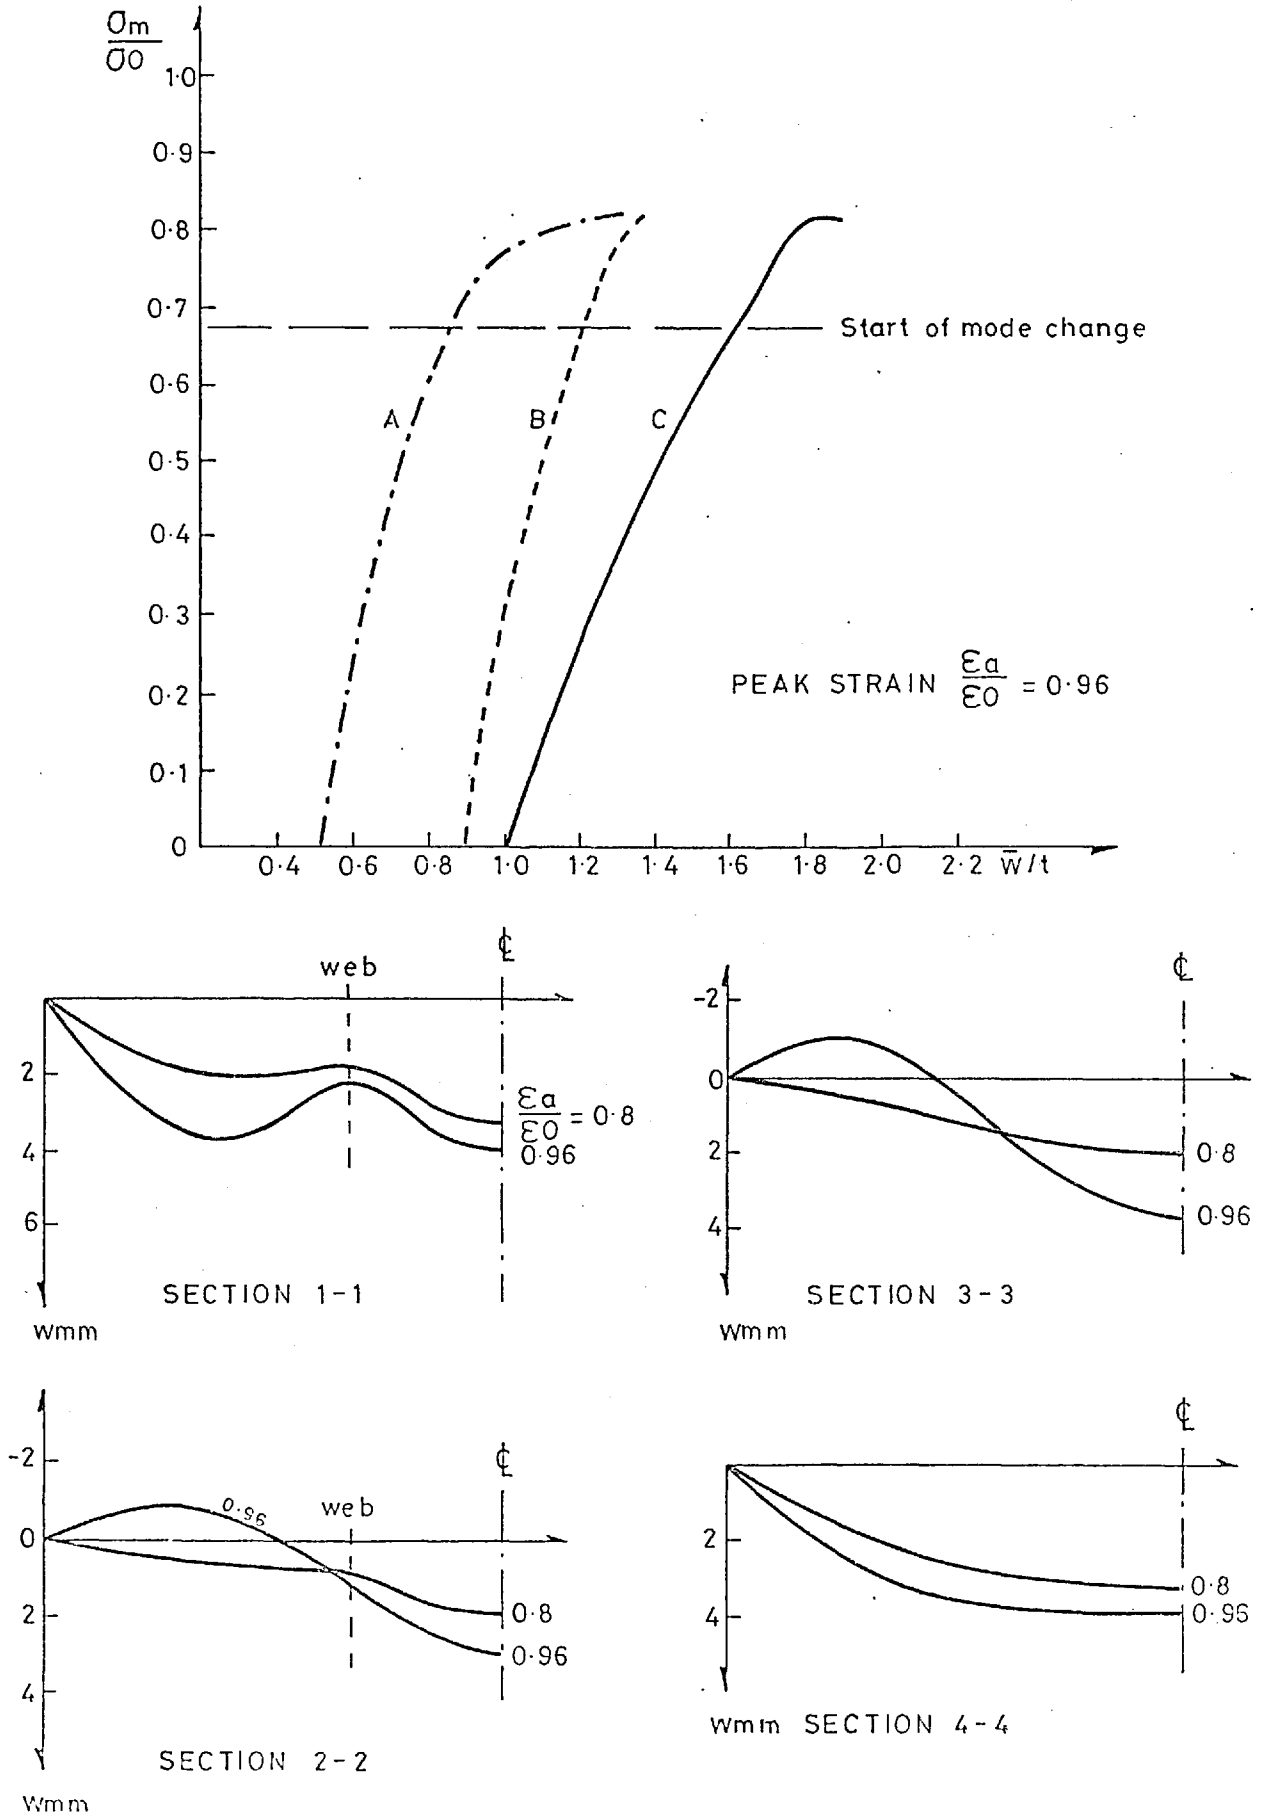 σm
σo
1·0
0·9
0·8
0·7
Start of mode change
0·6
A
B
C
0·5
0·4
0·3
PEAK STRAIN εa/εo = 0·96
0·2
0·1
0
0·4 0·6 0·8 1·0 1·2 1·4 1·6 1·8 2·0 2·2 w̄/t
℄
web
2
εa/εo = 0·8
4
0·96
6
SECTION 1-1
Wmm
℄
-2
0
2
0·8
4
0·96
SECTION 3-3
Wmm
-2
℄
0·96
web
0
2
0·8
0·96
4
SECTION 2-2
Wmm
℄
2
0·8
4
0·96
Wmm SECTION 4-4